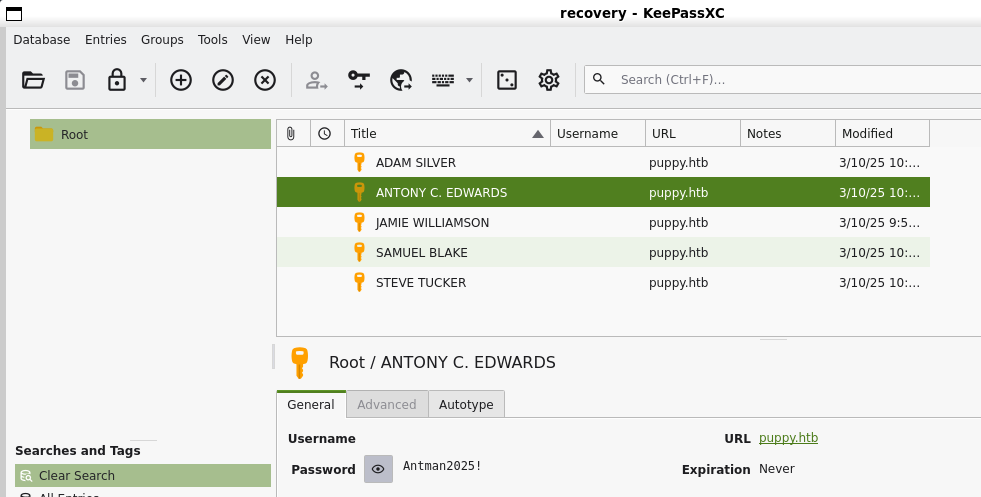 recovery - KeePassXC
Database Entries Groups Tools View Help
Search (Ctrl+F)...
Root
Title Username URL Notes Modified
ADAM SILVER puppy.htb 3/10/25 10:...
ANTONY C. EDWARDS puppy.htb 3/10/25 10:...
JAMIE WILLIAMSON puppy.htb 3/10/25 9:5...
SAMUEL BLAKE puppy.htb 3/10/25 10:...
STEVE TUCKER puppy.htb 3/10/25 10:...
Root / ANTONY C. EDWARDS
General Advanced Autotype
Username URL puppy.htb
Password Antman2025! Expiration Never
Searches and Tags
Clear Search
All Entries